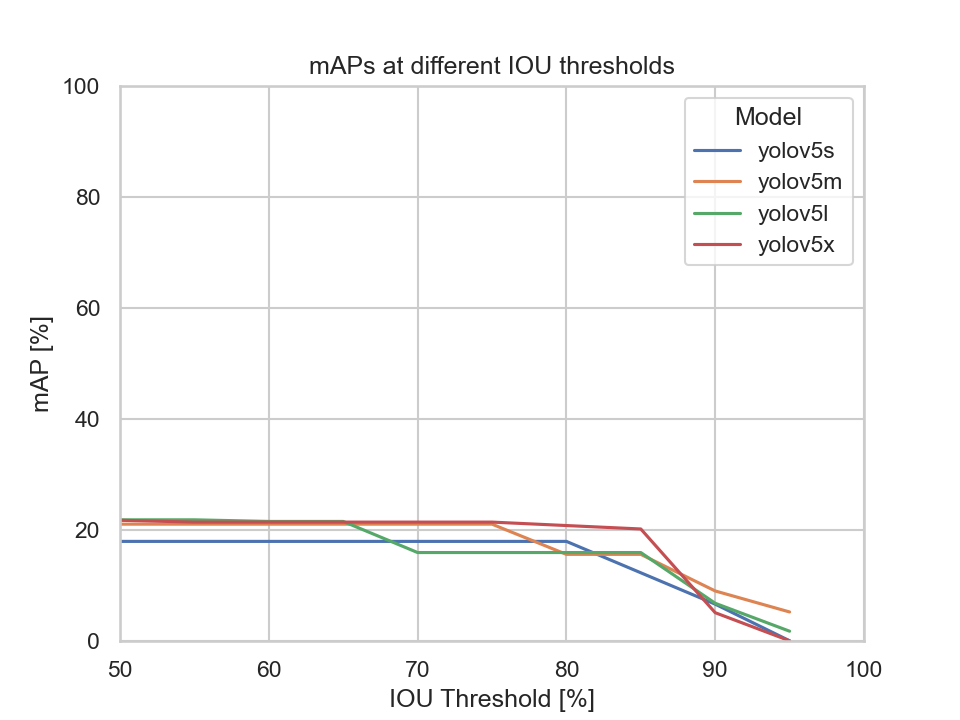 mAPs at different IOU thresholds
100
80
60
40
20
0
mAP [%]
Model
yolov5s
yolov5m
yolov5l
yolov5x
50 60 70 80 90 100
IOU Threshold [%]